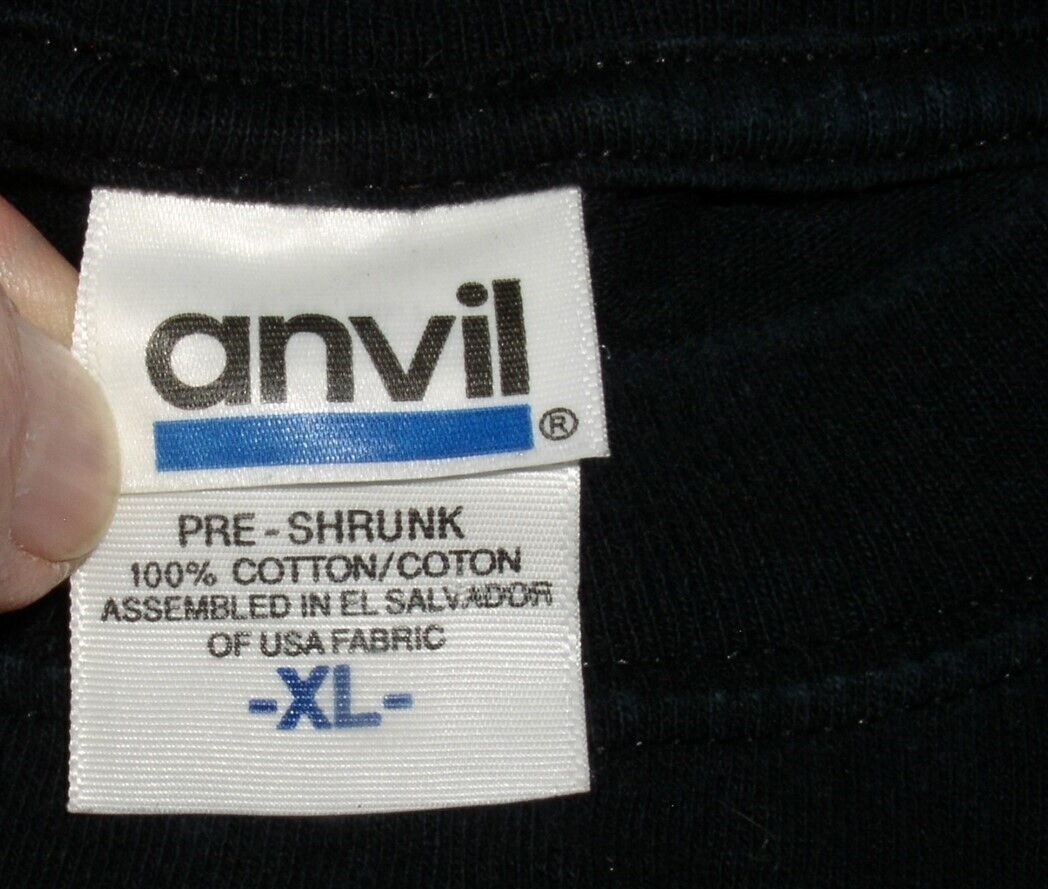 anvil
®
PRE-SHRUNK
100% COTTON/COTON
ASSEMBLED IN EL SALVADOR
OF USA FABRIC
-XL-